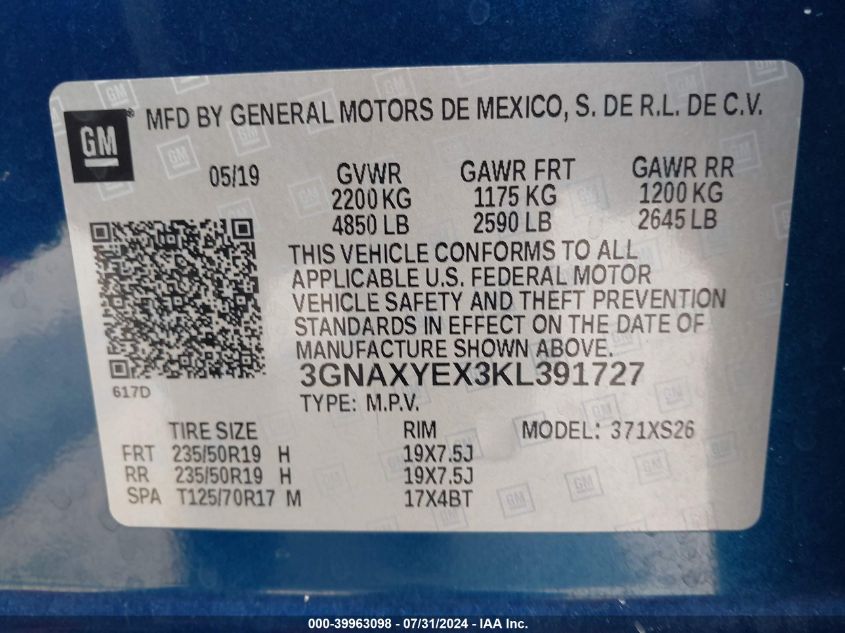 GM
MFD BY GENERAL MOTORS DE MEXICO, S. DE R.L. DE C.V.
05/19 GVWR GAWR FRT GAWR RR
2200 KG 1175 KG 1200 KG
4850 LB 2590 LB 2645 LB
THIS VEHICLE CONFORMS TO ALL
APPLICABLE U.S. FEDERAL MOTOR
VEHICLE SAFETY AND THEFT PREVENTION
STANDARDS IN EFFECT ON THE DATE OF
MANUFACTURE SHOWN ABOVE.
3GNAXYEX3KL391727
617D
TYPE: M.P.V.
TIRE SIZE RIM MODEL: 371XS26
FRT 235/50R19 H 19X7.5J
RR 235/50R19 H 19X7.5J
SPA T125/70R17 M 17X4BT
000-39963098 - 07/31/2024 - IAA Inc.